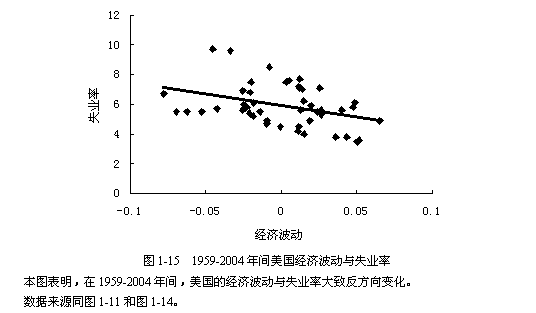 12
10
8
6
4
2
0
失业率
-0.1 -0.05 0 0.05 0.1
经济波动
图 1-15 1959-2004 年间美国经济波动与失业率
本图表明，在 1959-2004 年间，美国的经济波动与失业率大致反方向变化。
数据来源同图 1-11 和图 1-14。